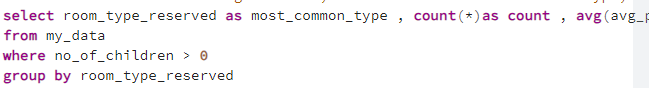 select room_type_reserved as most_common_type , count(*)as count , avg(avg_p
from my_data
where no_of_children > 0
group by room_type_reserved